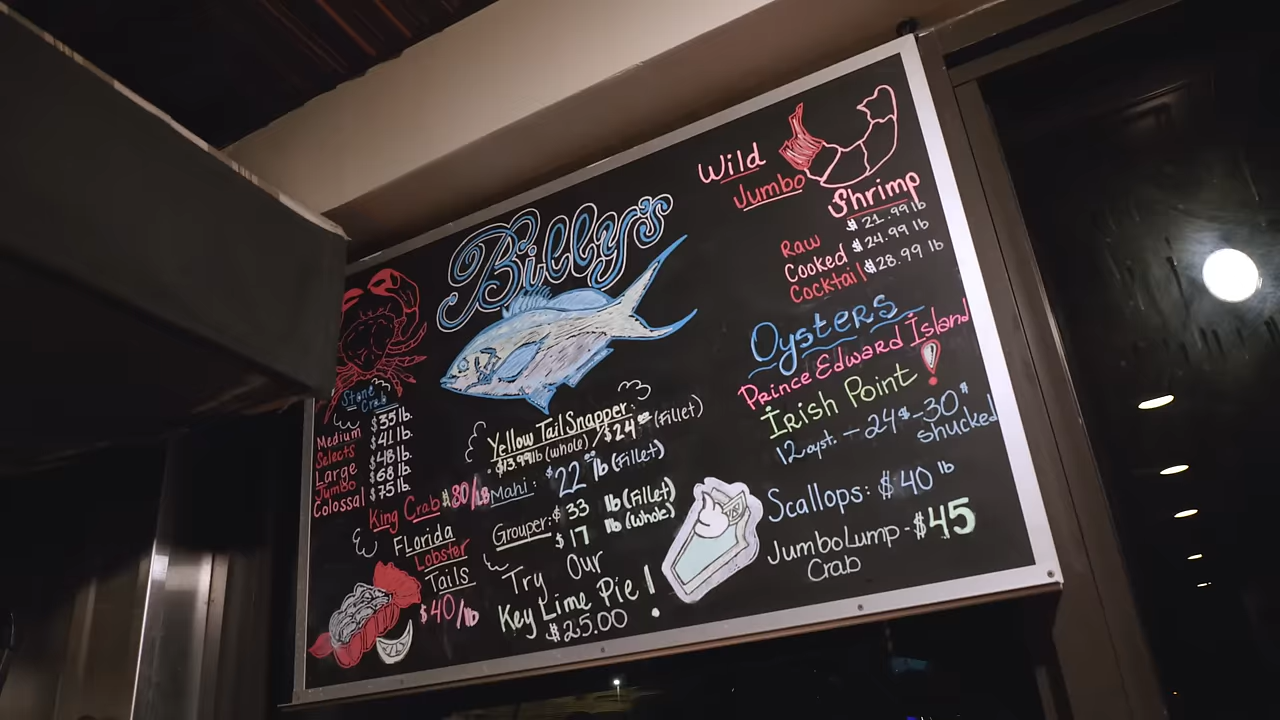 Billy's
Stone Crab
Medium $35 lb.
Selects $41 lb.
Large $48 lb.
Jumbo $68 lb.
Colossal $75 lb.
King Crab $80/LB
Florida
Lobster
Tails
$40/lb
Yellow Tail Snapper:
$13.99 lb (whole) / $24.00 (Fillet)
Mahi: $22.00 lb (Fillet)
Grouper: $33 lb (Fillet)
$17 lb (whole)
Try Our
Key Lime Pie!
$25.00
Wild
Jumbo
Shrimp
Raw $21.99 lb
Cooked $24.99 lb
Cocktail $28.99 lb
Oysters
Prince Edward Island
Irish Point!
12 oyst. - 24$ - 30$
shucked
Scallops: $40 lb
Jumbo Lump - $45
Crab